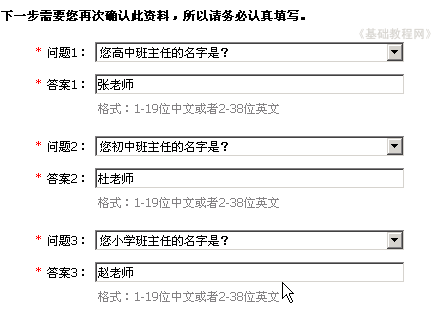 下一步需要您再次确认此资料，所以请务必认真填写。
《基础教程网》
* 问题1： 您高中班主任的名字是？
* 答案1： 张老师
格式：1-19位中文或者2-38位英文
* 问题2： 您初中班主任的名字是？
* 答案2： 杜老师
格式：1-19位中文或者2-38位英文
* 问题3： 您小学班主任的名字是？
* 答案3： 赵老师
格式：1-19位中文或者2-38位英文